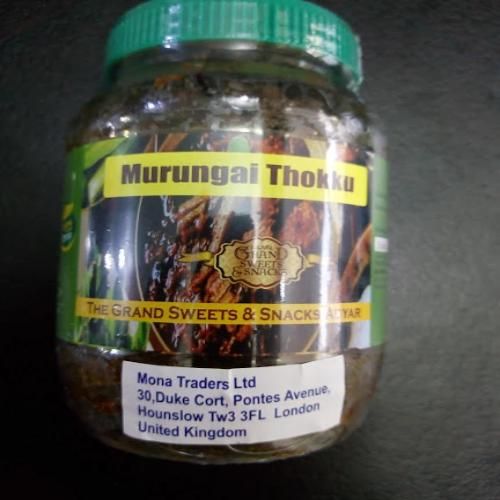 Murungai Thokku
GRAND
SWEETS
& SNACKS
THE GRAND SWEETS & SNACKS ADYAR
Mona Traders Ltd
30,Duke Cort, Pontes Avenue,
Hounslow Tw3 3FL London
United Kingdom